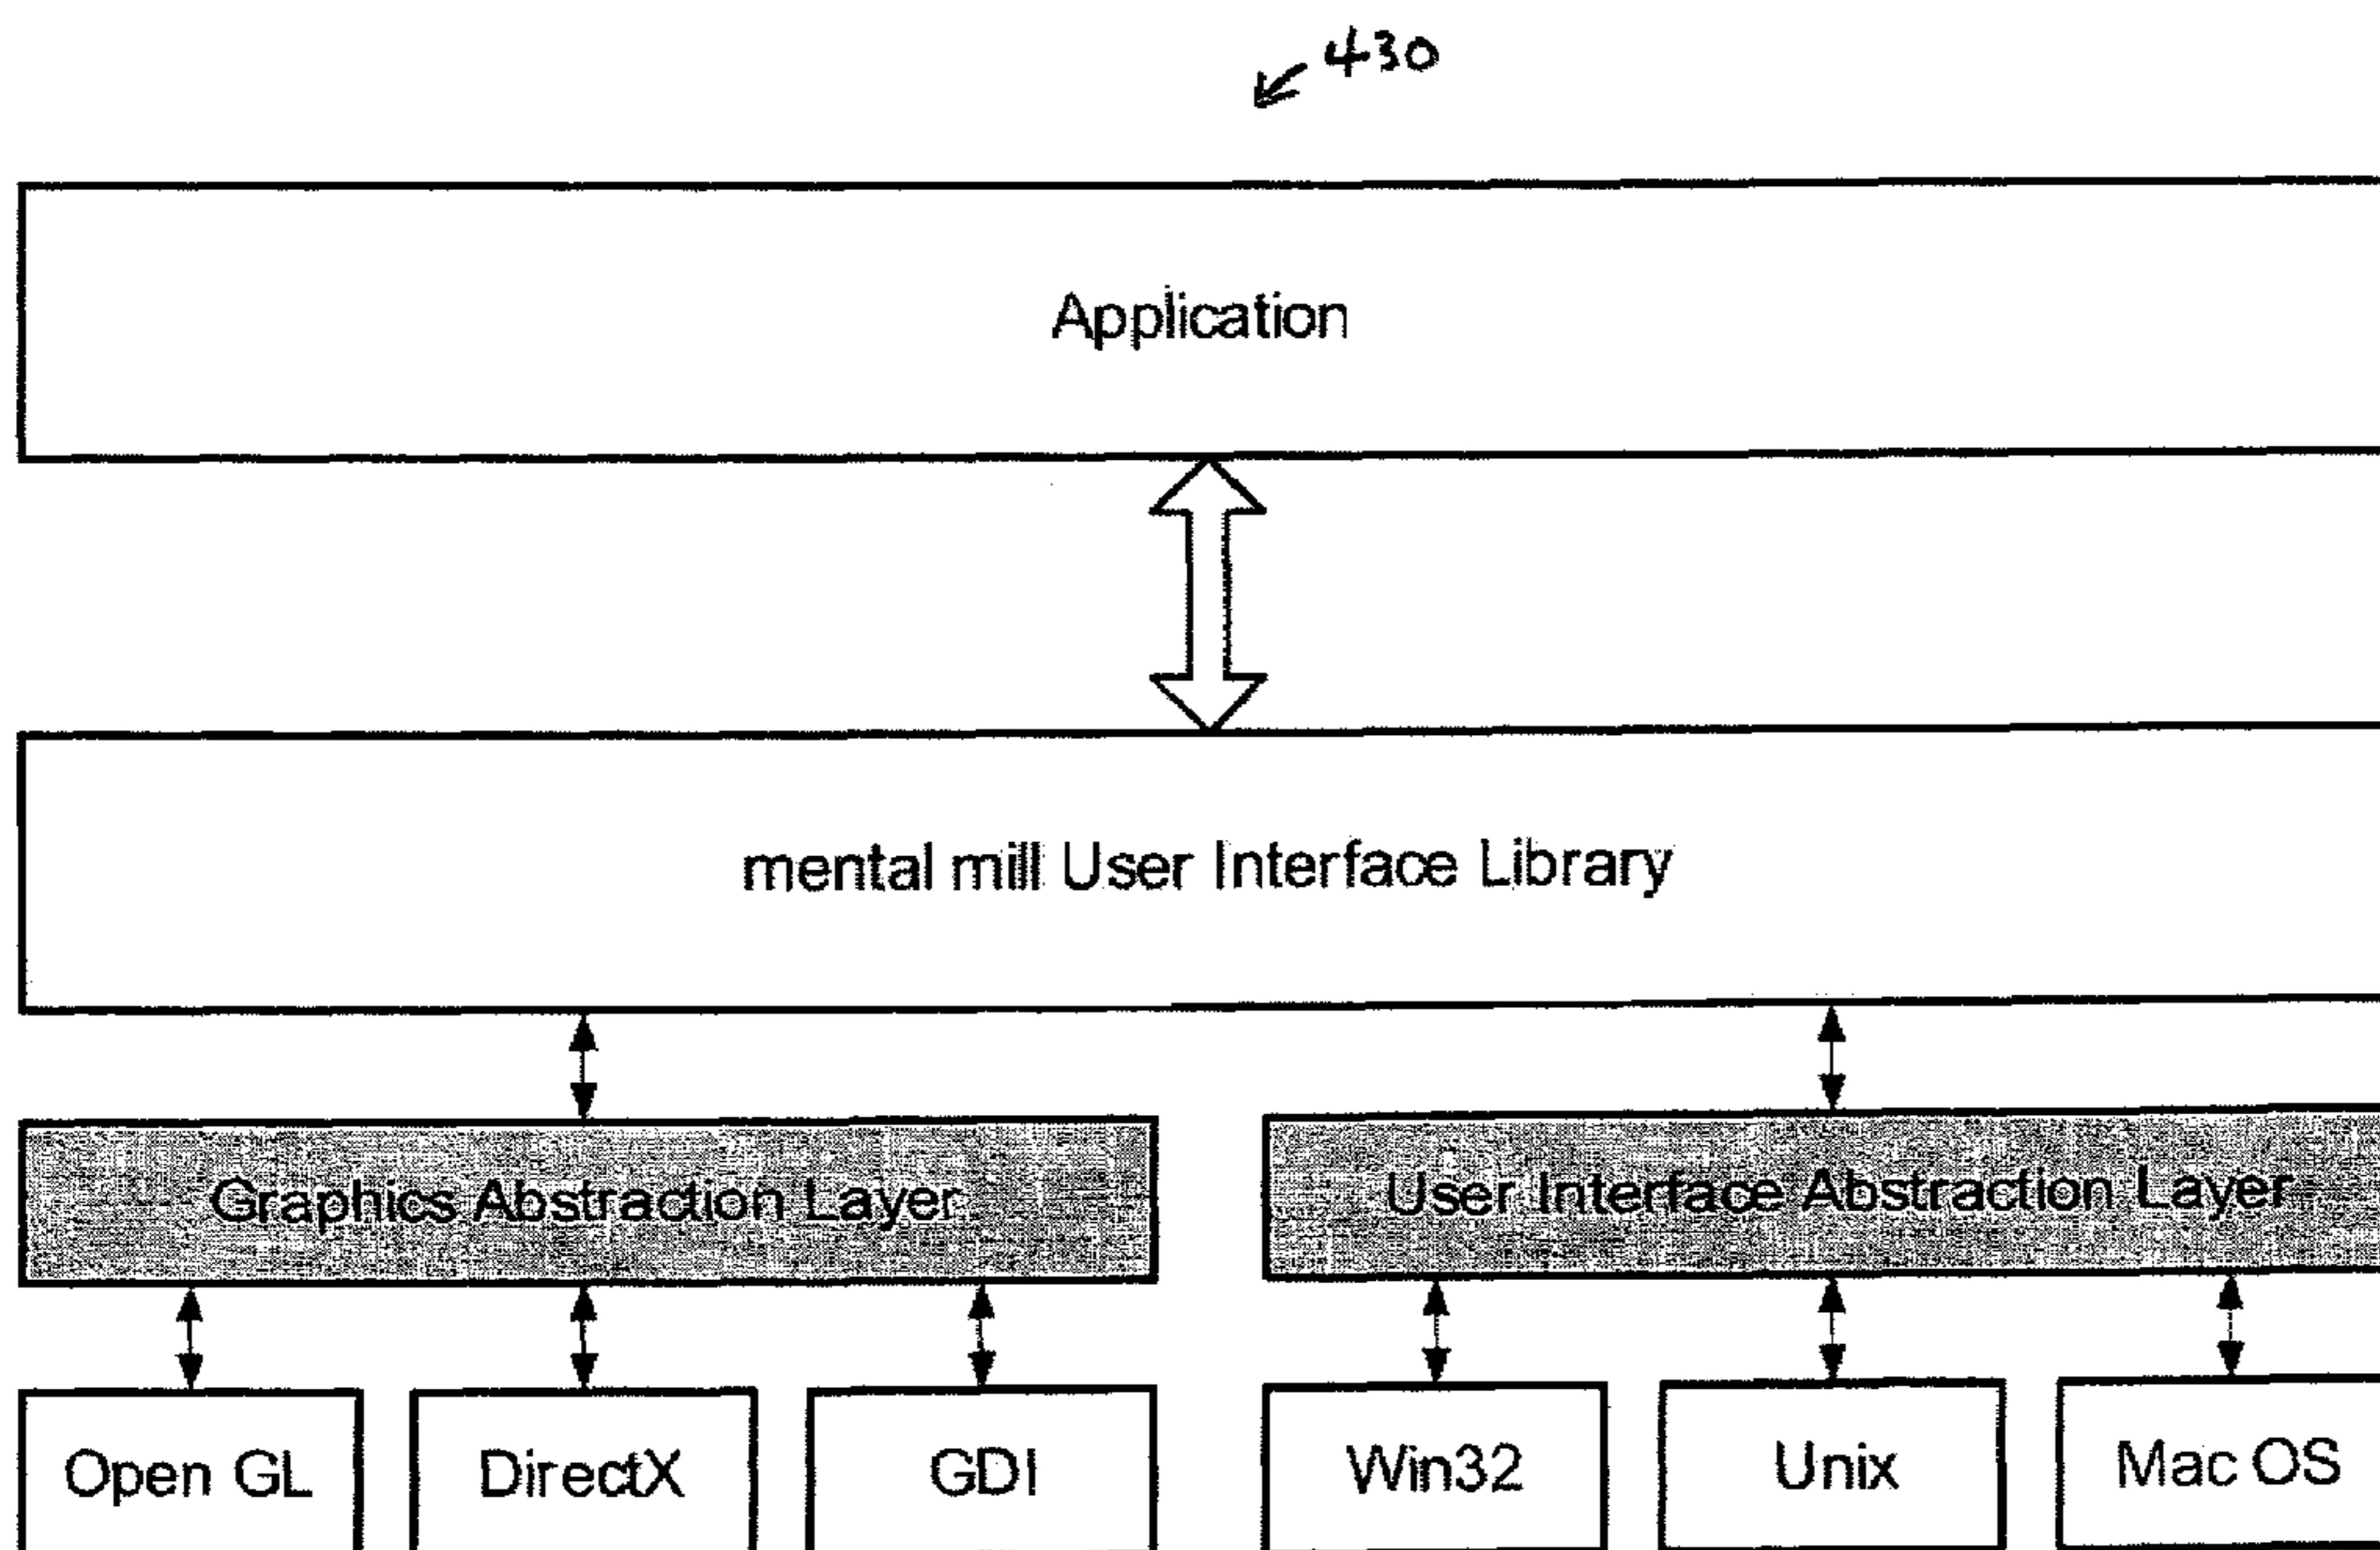 430
Application
mental mill User Interface Library
Graphics Abstraction Layer
User Interface Abstraction Layer
Open GL
DirectX
GDI
Win32
Unix
Mac OS